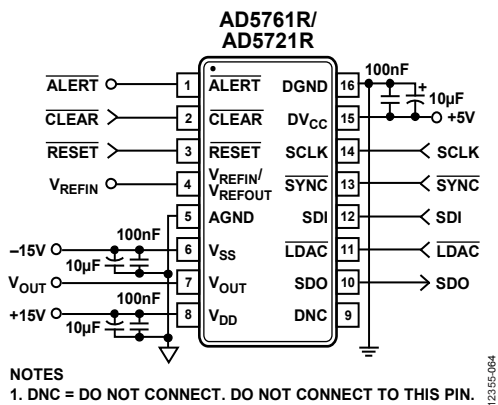 AD5761R/
AD5721R
ALERT
CLEAR
RESET
VREFIN
1
2
3
4
5
6
7
8
ALERT
CLEAR
RESET
VREFIN/
VREFOUT
AGND
VSS
VOUT
VDD
DGND
DVCC
SCLK
SYNC
SDI
LDAC
SDO
DNC
16
15
14
13
12
11
10
9
100nF
10µF
+5V
SCLK
SYNC
SDI
LDAC
SDO
100nF
–15V
10µF
VOUT
100nF
+15V
10µF
NOTES
1. DNC = DO NOT CONNECT. DO NOT CONNECT TO THIS PIN.
12355-064